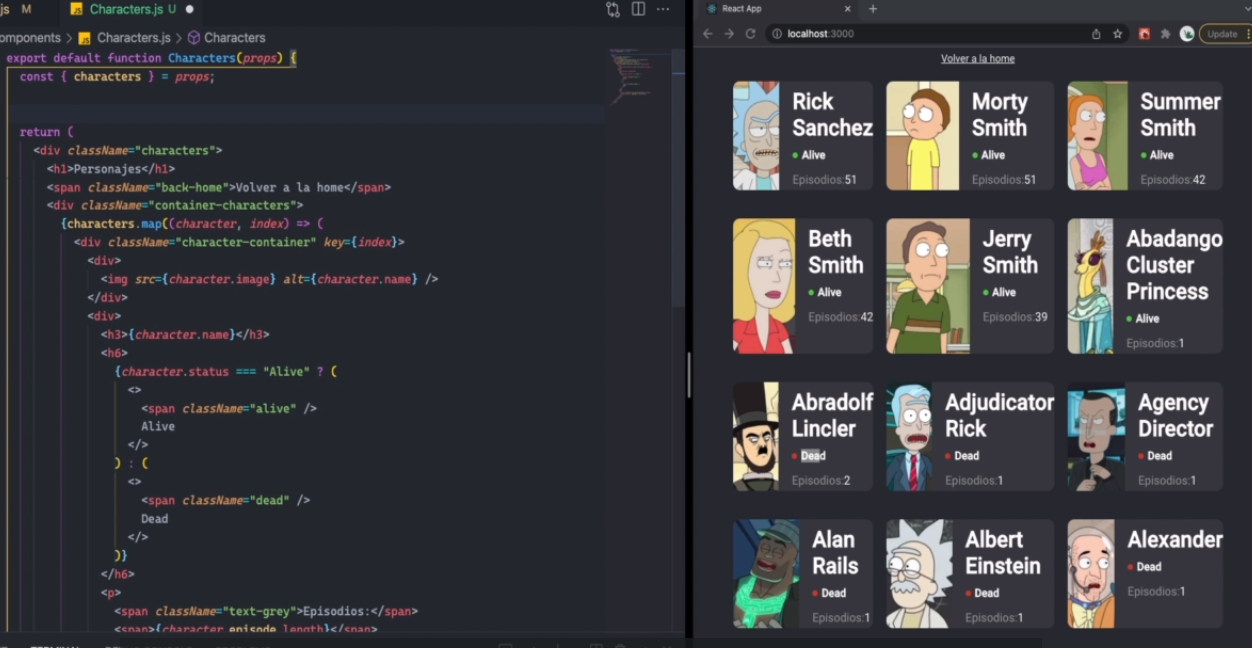 js M
Characters.js U
omponents > Characters.js > Characters
export default function Characters(props) {
const { characters } = props;
return (
<div className="characters">
<h1>Personajes</h1>
<span className="back-home">Volver a la home</span>
<div className="container-characters">
{characters.map((character, index) => (
<div className="character-container" key={index}>
<div>
<img src={character.image} alt={character.name} />
</div>
<div>
<h3>{character.name}</h3>
<h6>
{character.status === "Alive" ? (
<>
<span className="alive" />
Alive
</>
) : (
<>
<span className="dead" />
Dead
</>
)}
</h6>
<p>
<span className="text-grey">Episodios:</span>
<span>{character.episode.length}</span>
React App
localhost:3000
Update
Volver a la home
Rick
Sanchez
Alive
Episodios:51
Morty
Smith
Alive
Episodios:51
Summer
Smith
Alive
Episodios:42
Beth
Smith
Alive
Episodios:42
Jerry
Smith
Alive
Episodios:39
Abadango
Cluster
Princess
Alive
Episodios:1
Abradolf
Lincler
Dead
Episodios:2
Adjudicator
Rick
Dead
Episodios:1
Agency
Director
Dead
Episodios:1
Alan
Rails
Dead
Episodios:1
Albert
Einstein
Dead
Episodios:1
Alexander
Dead
Episodios:1